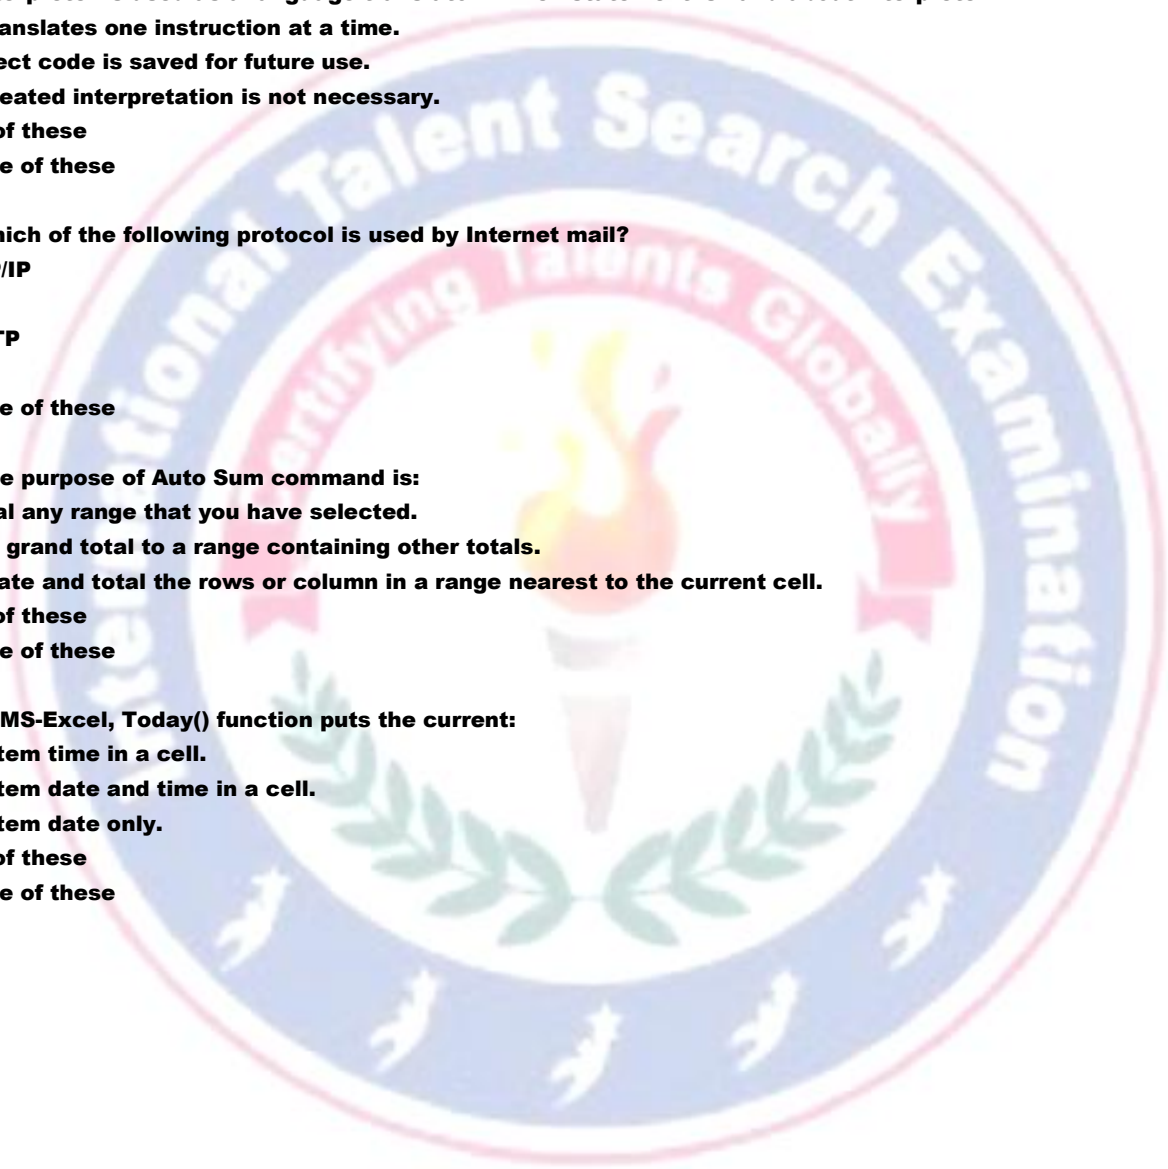 anslates one instruction at a time.
ect code is saved for future use.
eated interpretation is not necessary.
of these
e of these
hich of the following protocol is used by Internet mail?
P/IP
TP
e of these
e purpose of Auto Sum command is:
al any range that you have selected.
grand total to a range containing other totals.
ate and total the rows or column in a range nearest to the current cell.
of these
e of these
MS-Excel, Today() function puts the current:
tem time in a cell.
tem date and time in a cell.
tem date only.
of these
e of these
International Talent Search Examination
Certifying Talents Globally